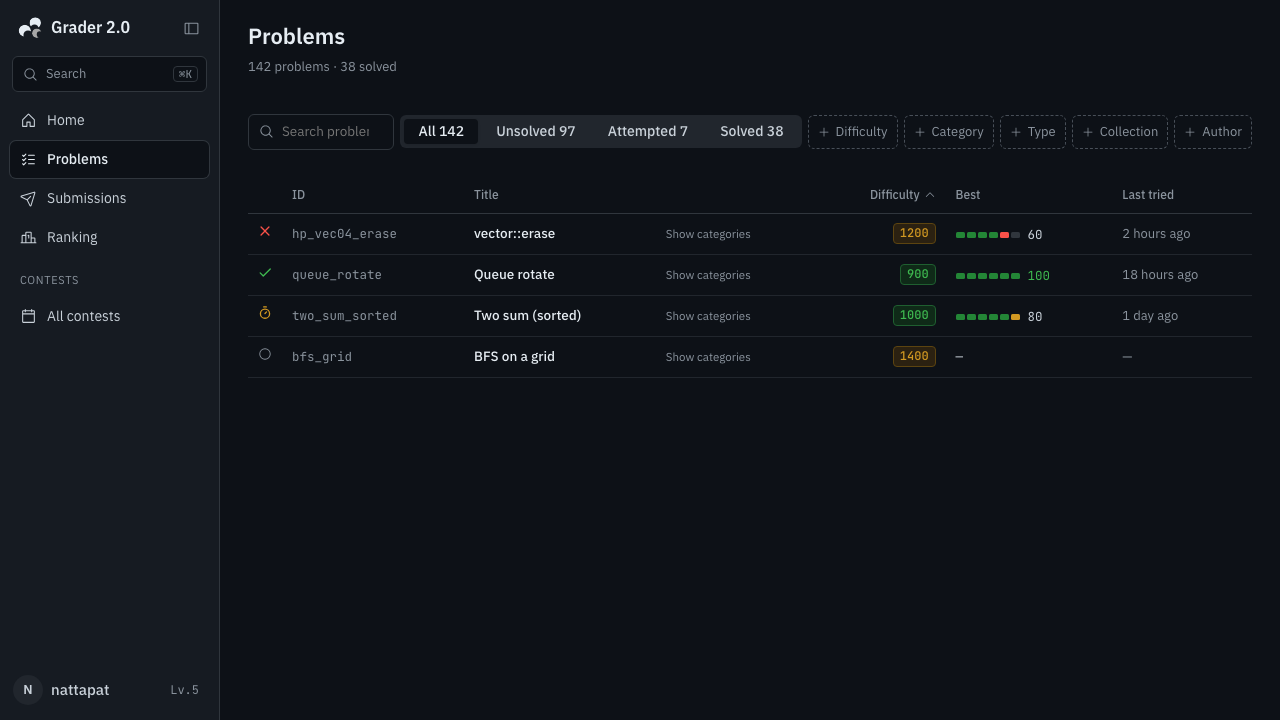 Grader 2.0
Search ⌘K
Home
Problems
Submissions
Ranking
CONTESTS
All contests
N nattapat Lv.5
Problems
142 problems · 38 solved
Search problem
All 142 Unsolved 97 Attempted 7 Solved 38 + Difficulty + Category + Type + Collection + Author
ID Title Difficulty Best Last tried
hp_vec04_erase vector::erase Show categories 1200 60 2 hours ago
queue_rotate Queue rotate Show categories 900 100 18 hours ago
two_sum_sorted Two sum (sorted) Show categories 1000 80 1 day ago
bfs_grid BFS on a grid Show categories 1400 — —